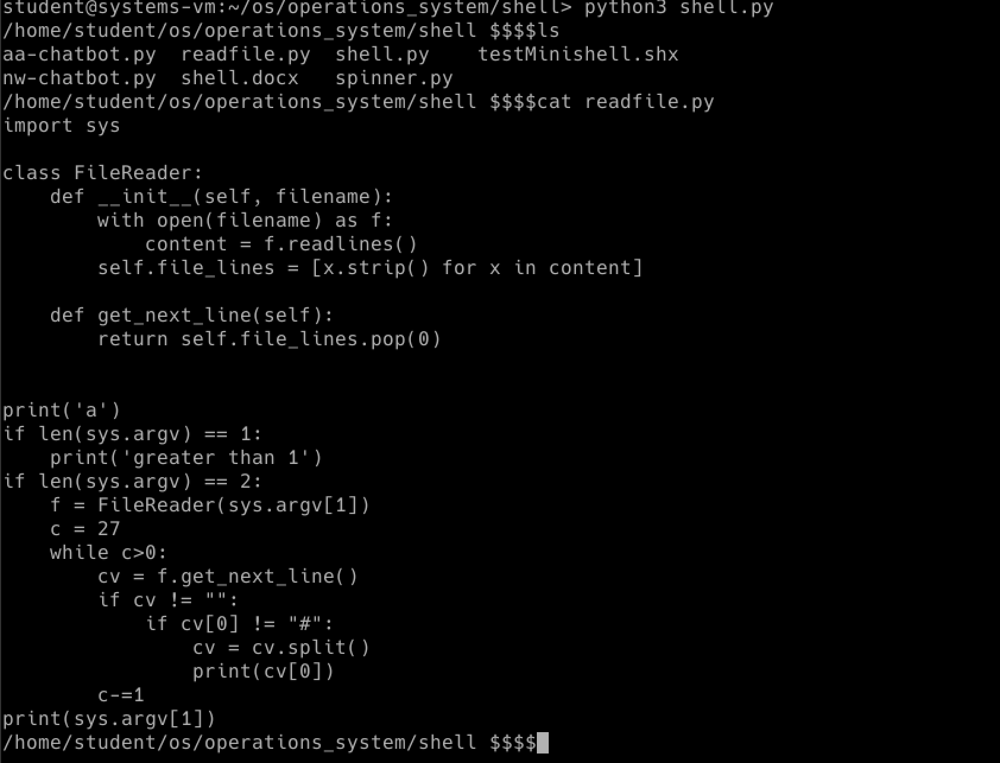 student@systems-vm:~/os/operations_system/shell> python3 shell.py
/home/student/os/operations_system/shell $$$$ls
aa-chatbot.py  readfile.py  shell.py    testMinishell.shx
nw-chatbot.py  shell.docx   spinner.py
/home/student/os/operations_system/shell $$$$cat readfile.py
import sys

class FileReader:
    def __init__(self, filename):
        with open(filename) as f:
            content = f.readlines()
        self.file_lines = [x.strip() for x in content]

    def get_next_line(self):
        return self.file_lines.pop(0)


print('a')
if len(sys.argv) == 1:
    print('greater than 1')
if len(sys.argv) == 2:
    f = FileReader(sys.argv[1])
    c = 27
    while c>0:
        cv = f.get_next_line()
        if cv != "":
            if cv[0] != "#":
                cv = cv.split()
                print(cv[0])
        c-=1
print(sys.argv[1])
/home/student/os/operations_system/shell $$$$